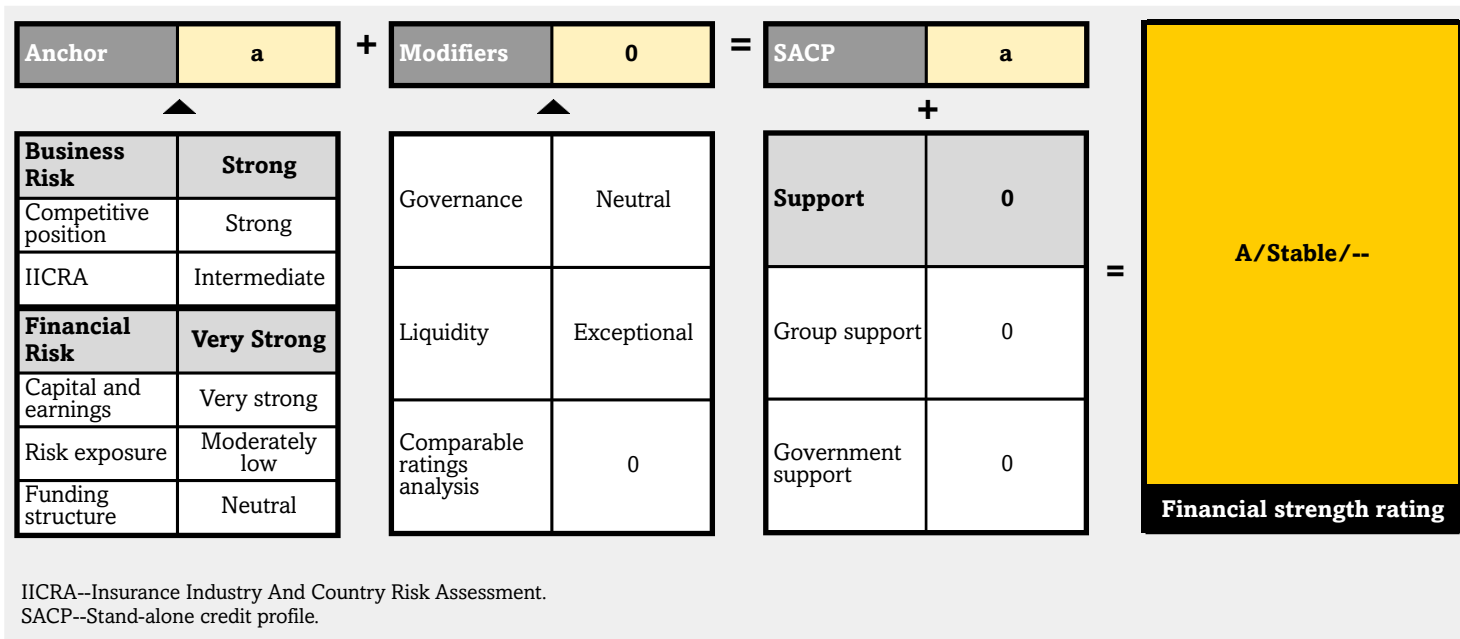 Anchor a + Modifiers 0 = SACP a
+
Business
Risk
Strong
Competitive
position
Strong
IICRA Intermediate
Financial
Risk
Very Strong
Capital and
earnings
Very strong
Risk exposure
Moderately
low
Funding
structure
Neutral
Governance Neutral
Liquidity Exceptional
Comparable
ratings
analysis
0
Support 0
Group support 0
Government
support
0
=
A/Stable/--
Financial strength rating
IICRA--Insurance Industry And Country Risk Assessment.
SACP--Stand-alone credit profile.